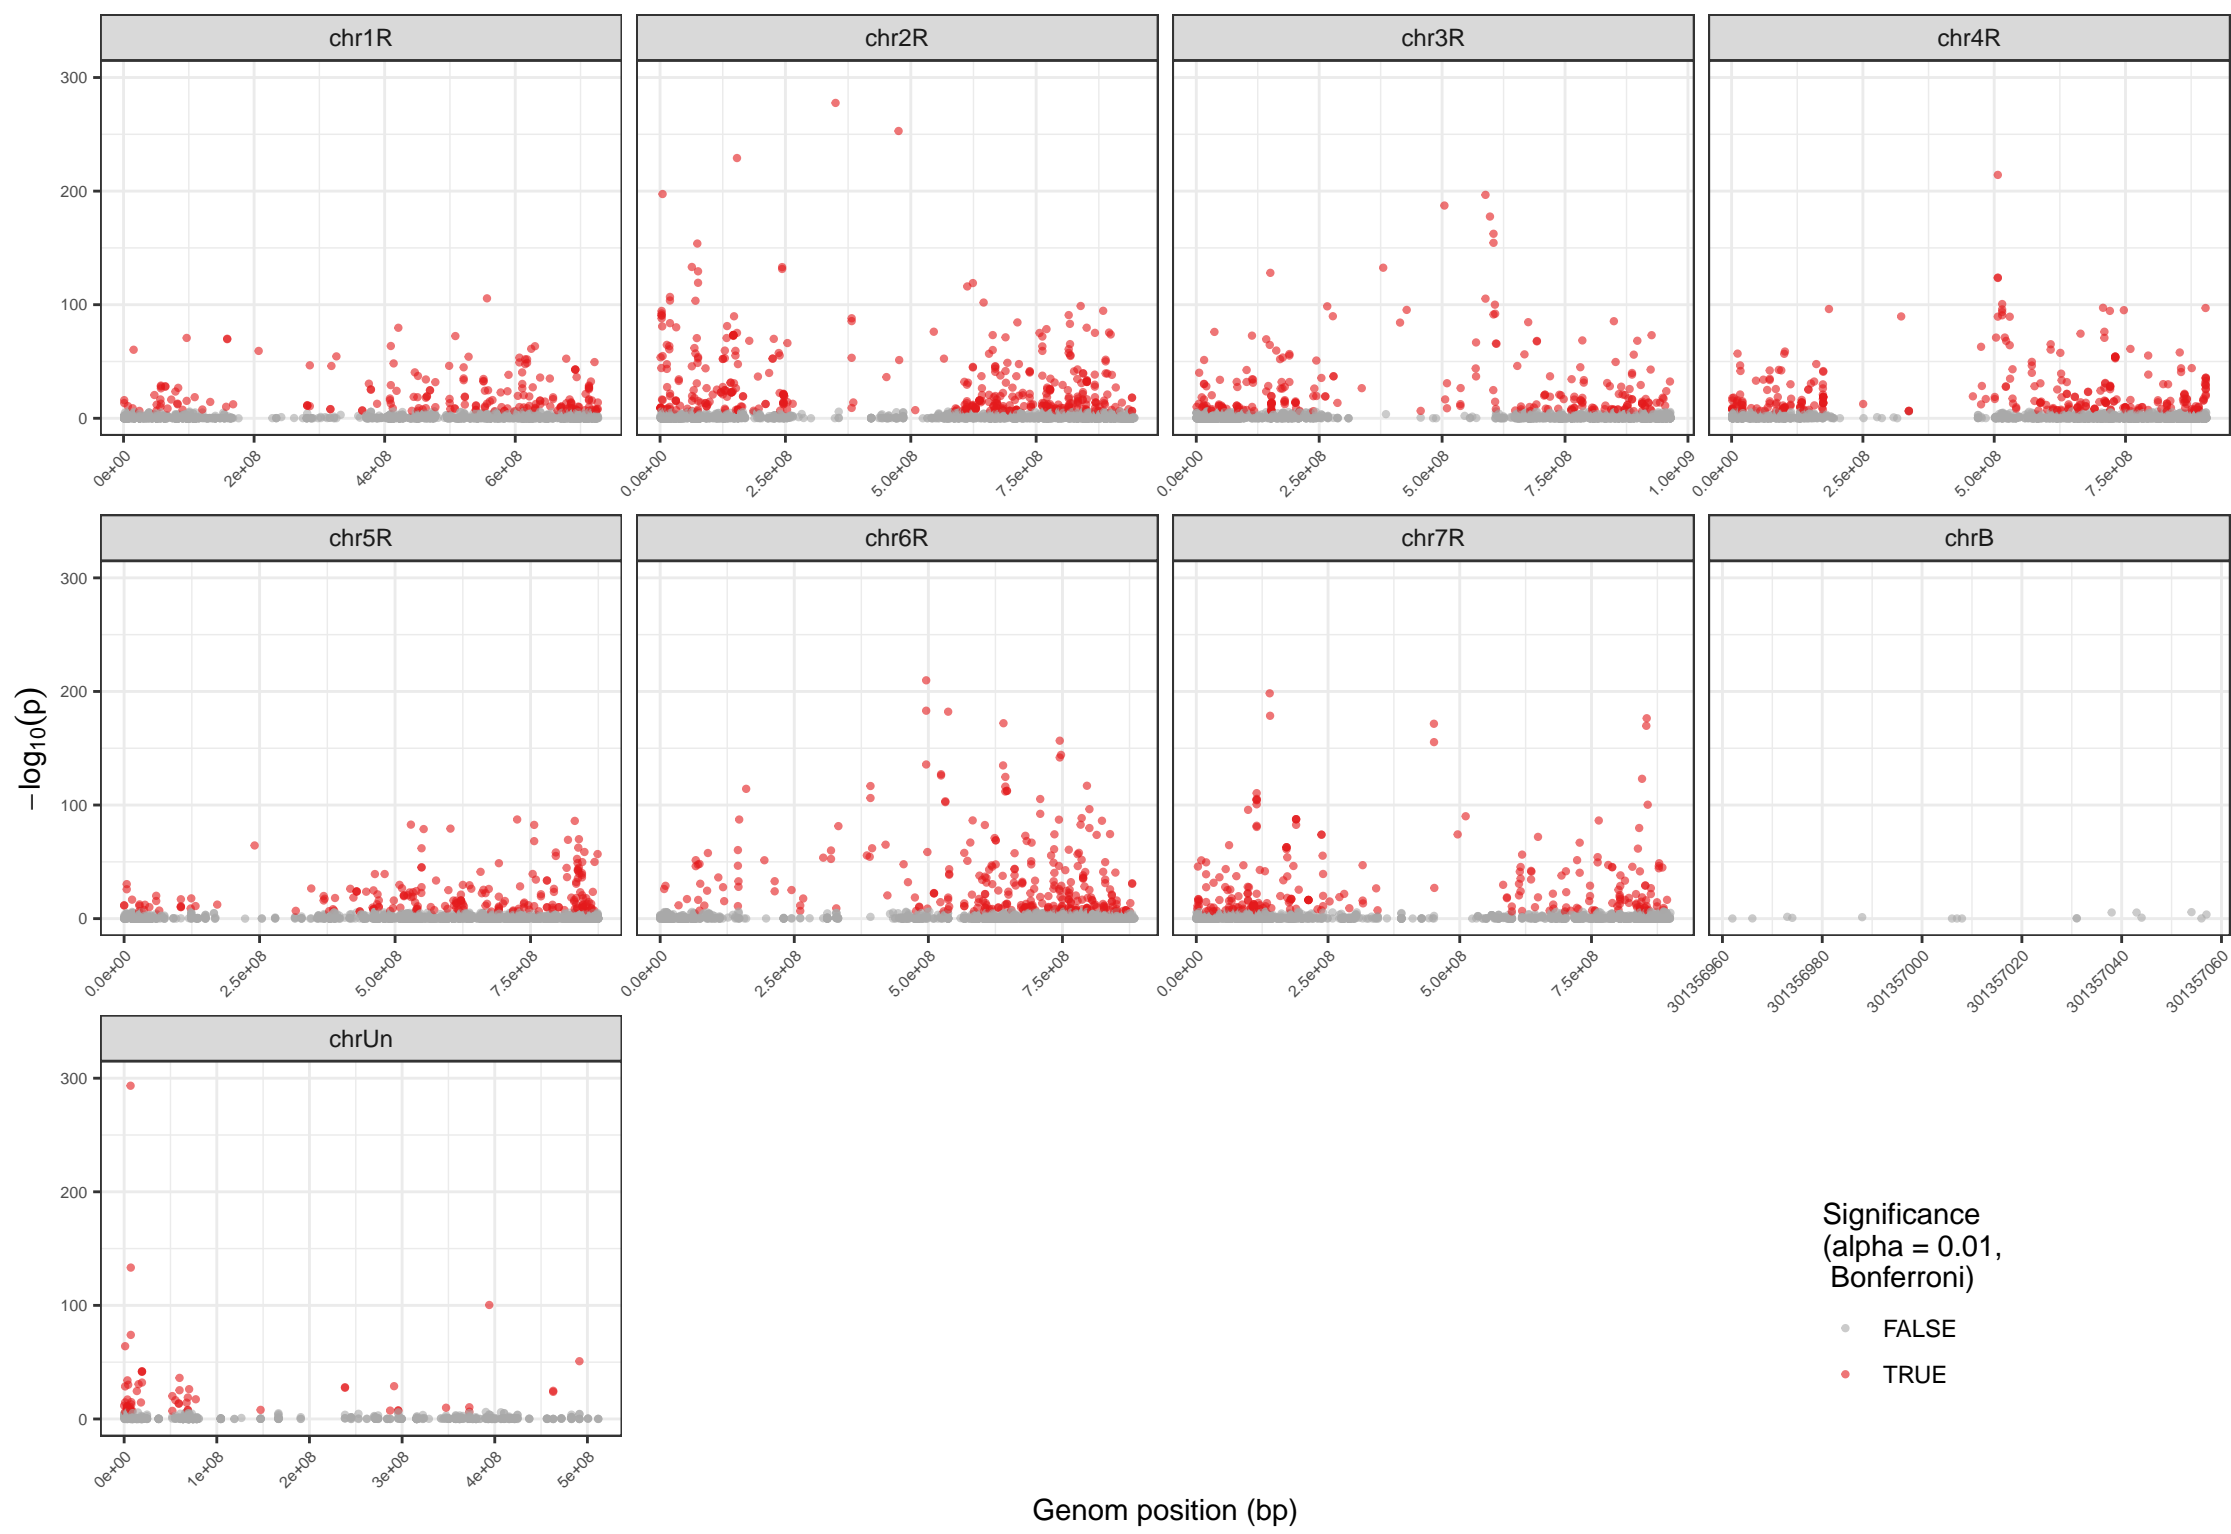 chr1R chr2R chr3R chr4R
300
200
100
0
0e+00 2e+08 4e+08 6e+08 0.0e+00 2.5e+08 5.0e+08 7.5e+08 0.0e+00 2.5e+08 5.0e+08 7.5e+08 1.0e+09 0.0e+00 2.5e+08 5.0e+08 7.5e+08
chr5R chr6R chr7R chrB
300
200
100
0
0.0e+00 2.5e+08 5.0e+08 7.5e+08 0.0e+00 2.5e+08 5.0e+08 7.5e+08 0.0e+00 2.5e+08 5.0e+08 7.5e+08 301356960 301356980 301357000 301357020 301357040 301357060
−log10(p)
chrUn
300
200
100
0
0e+00 1e+08 2e+08 3e+08 4e+08 5e+08
Significance
(alpha = 0.01,
Bonferroni)
FALSE
TRUE
Genom position (bp)